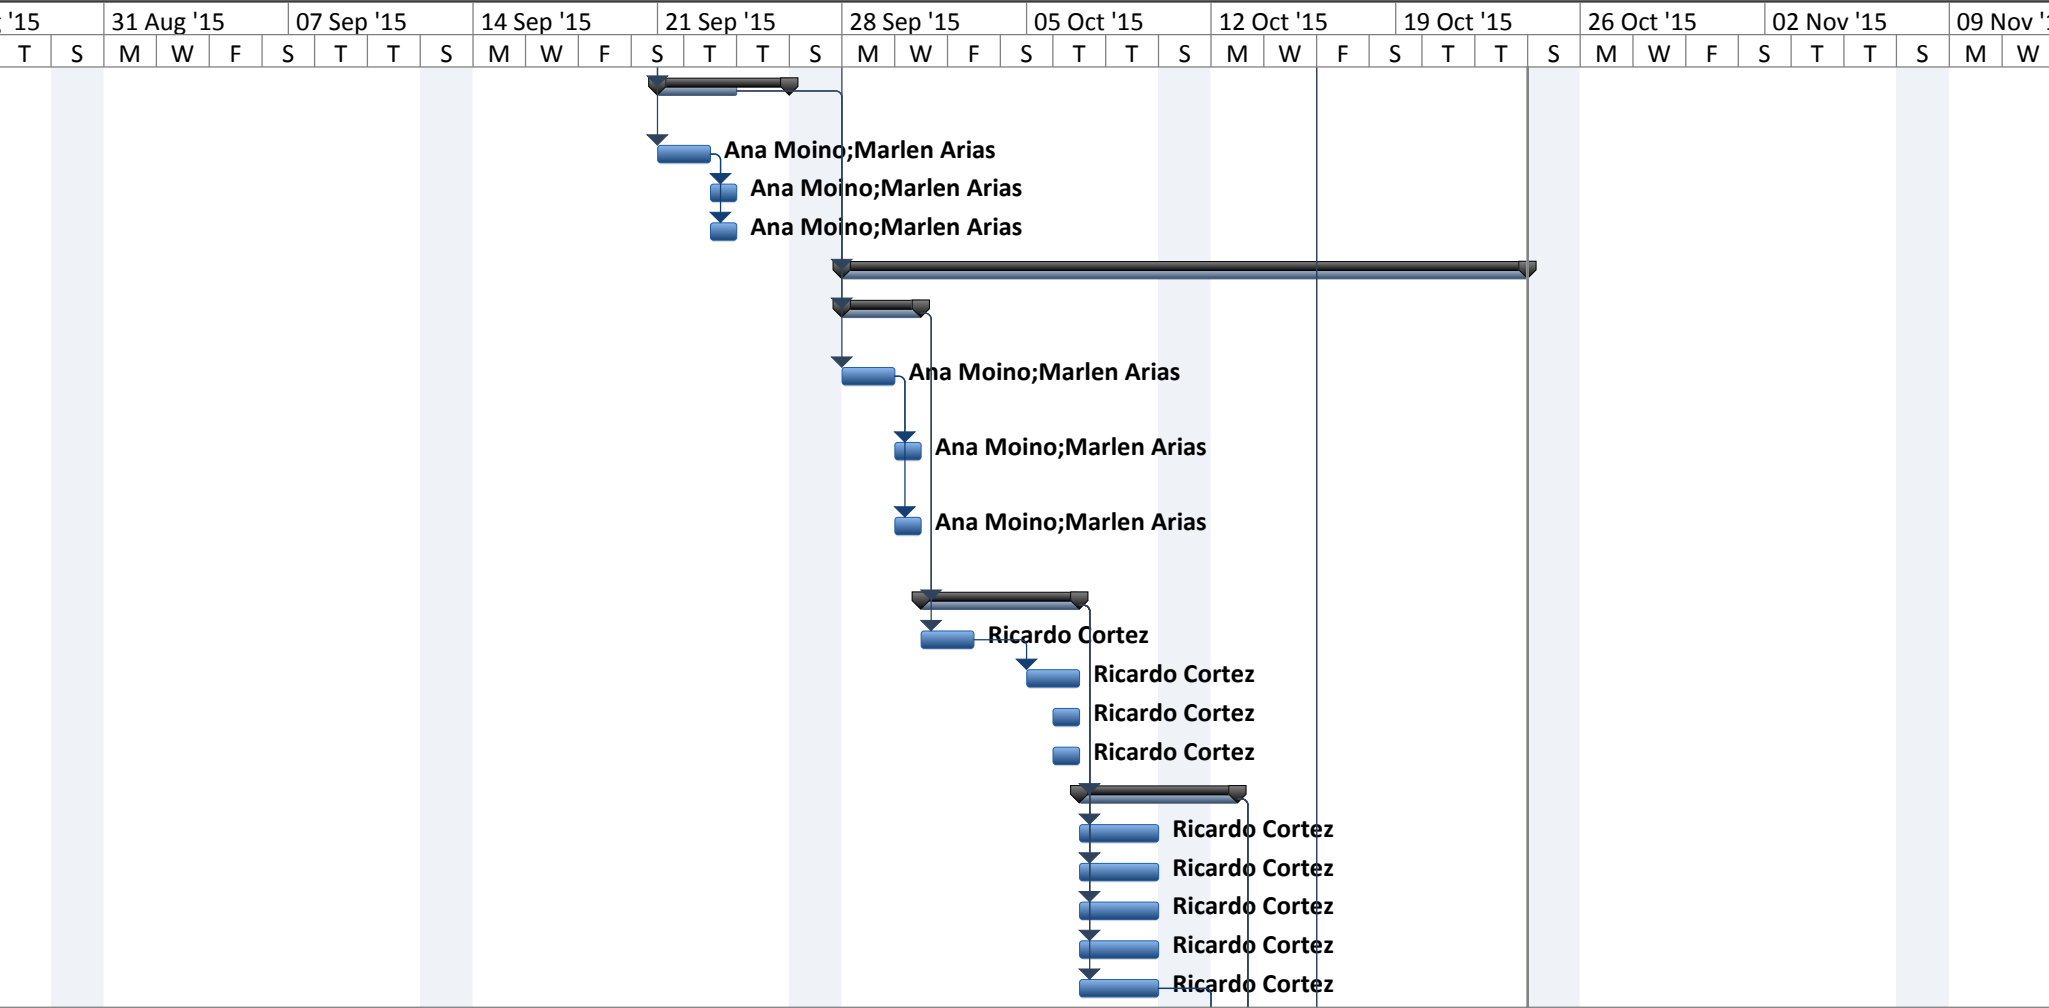 '15 31 Aug '15 07 Sep '15 14 Sep '15 21 Sep '15 28 Sep '15 05 Oct '15 12 Oct '15 19 Oct '15 26 Oct '15 02 Nov '15 09 Nov
T S M W F S T T S M W F S T T S M W F S T T S M W F S T T S M W F S T T S M W
Ana Moino;Marlen Arias
Ana Moino;Marlen Arias
Ana Moino;Marlen Arias
Ana Moino;Marlen Arias
Ana Moino;Marlen Arias
Ana Moino;Marlen Arias
Ricardo Cortez
Ricardo Cortez
Ricardo Cortez
Ricardo Cortez
Ricardo Cortez
Ricardo Cortez
Ricardo Cortez
Ricardo Cortez
Ricardo Cortez